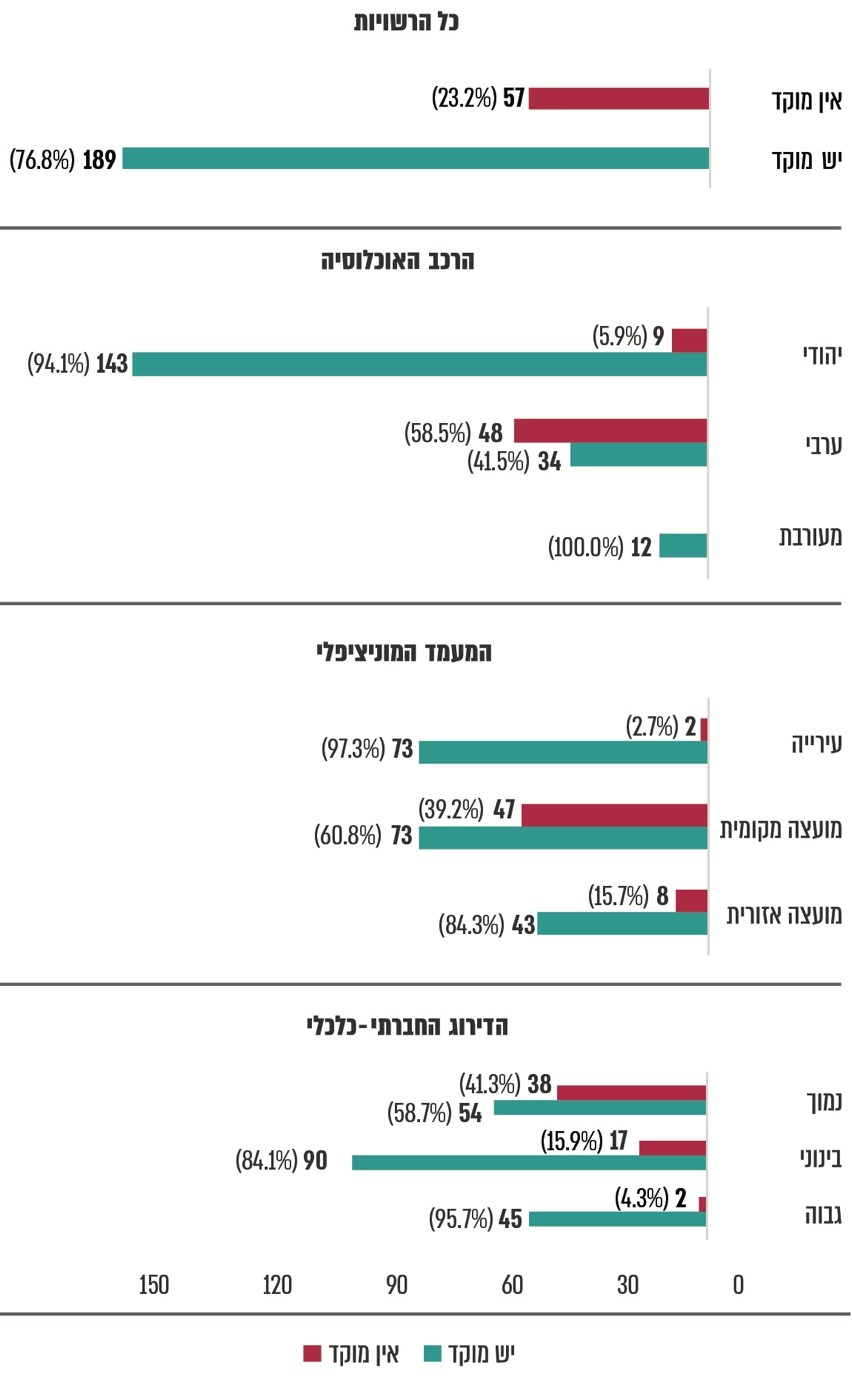 כל הרשויות
אין מוקד 57 (23.2%)
יש מוקד 189 (76.8%)
הרכב האוכלוסיה
יהודי 9 (5.9%)
143 (94.1%)
ערבי 48 (58.5%)
34 (41.5%)
מעורבת 12 (100.0%)
המעמד המוניציפלי
עירייה 2 (2.7%)
73 (97.3%)
מועצה מקומית 47 (39.2%)
73 (60.8%)
מועצה אזורית 8 (15.7%)
43 (84.3%)
הדירוג החברתי-כלכלי
נמוך 38 (41.3%)
54 (58.7%)
בינוני 17 (15.9%)
90 (84.1%)
גבוה 2 (4.3%)
45 (95.7%)
0 30 60 90 120 150
יש מוקד אין מוקד